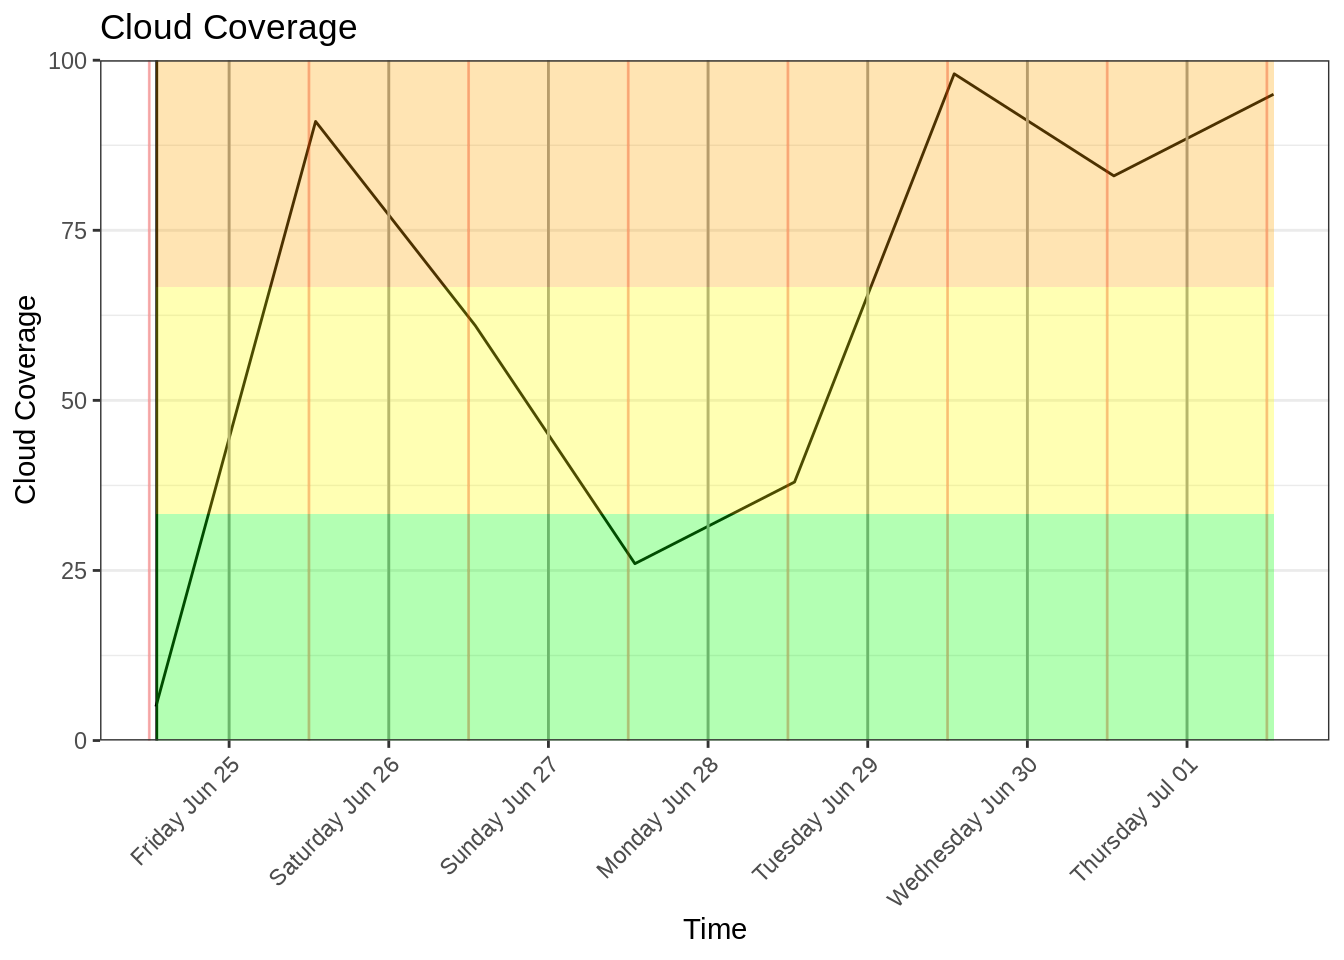 Cloud Coverage
100
75
50
25
0
Cloud Coverage
Friday Jun 25
Saturday Jun 26
Sunday Jun 27
Monday Jun 28
Tuesday Jun 29
Wednesday Jun 30
Thursday Jul 01
Time